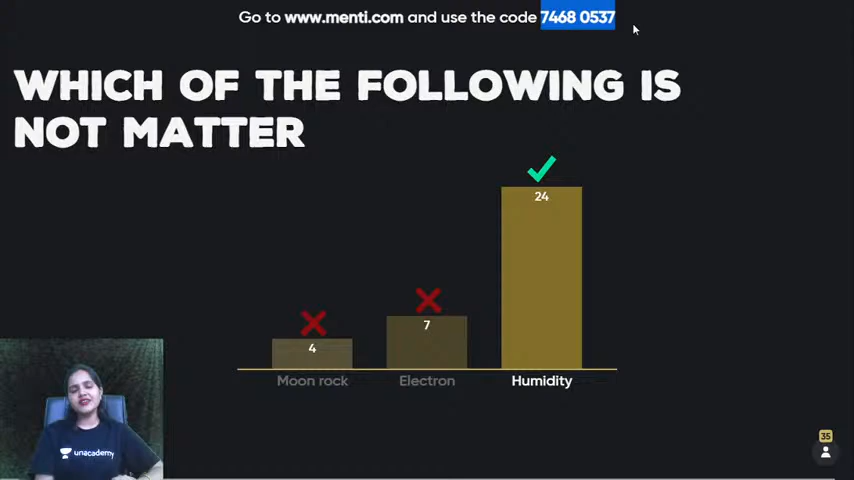 Go to www.menti.com and use the code 7468 0537
WHICH OF THE FOLLOWING IS
NOT MATTER
24
7
4
Moon rock Electron Humidity
unacademy
35